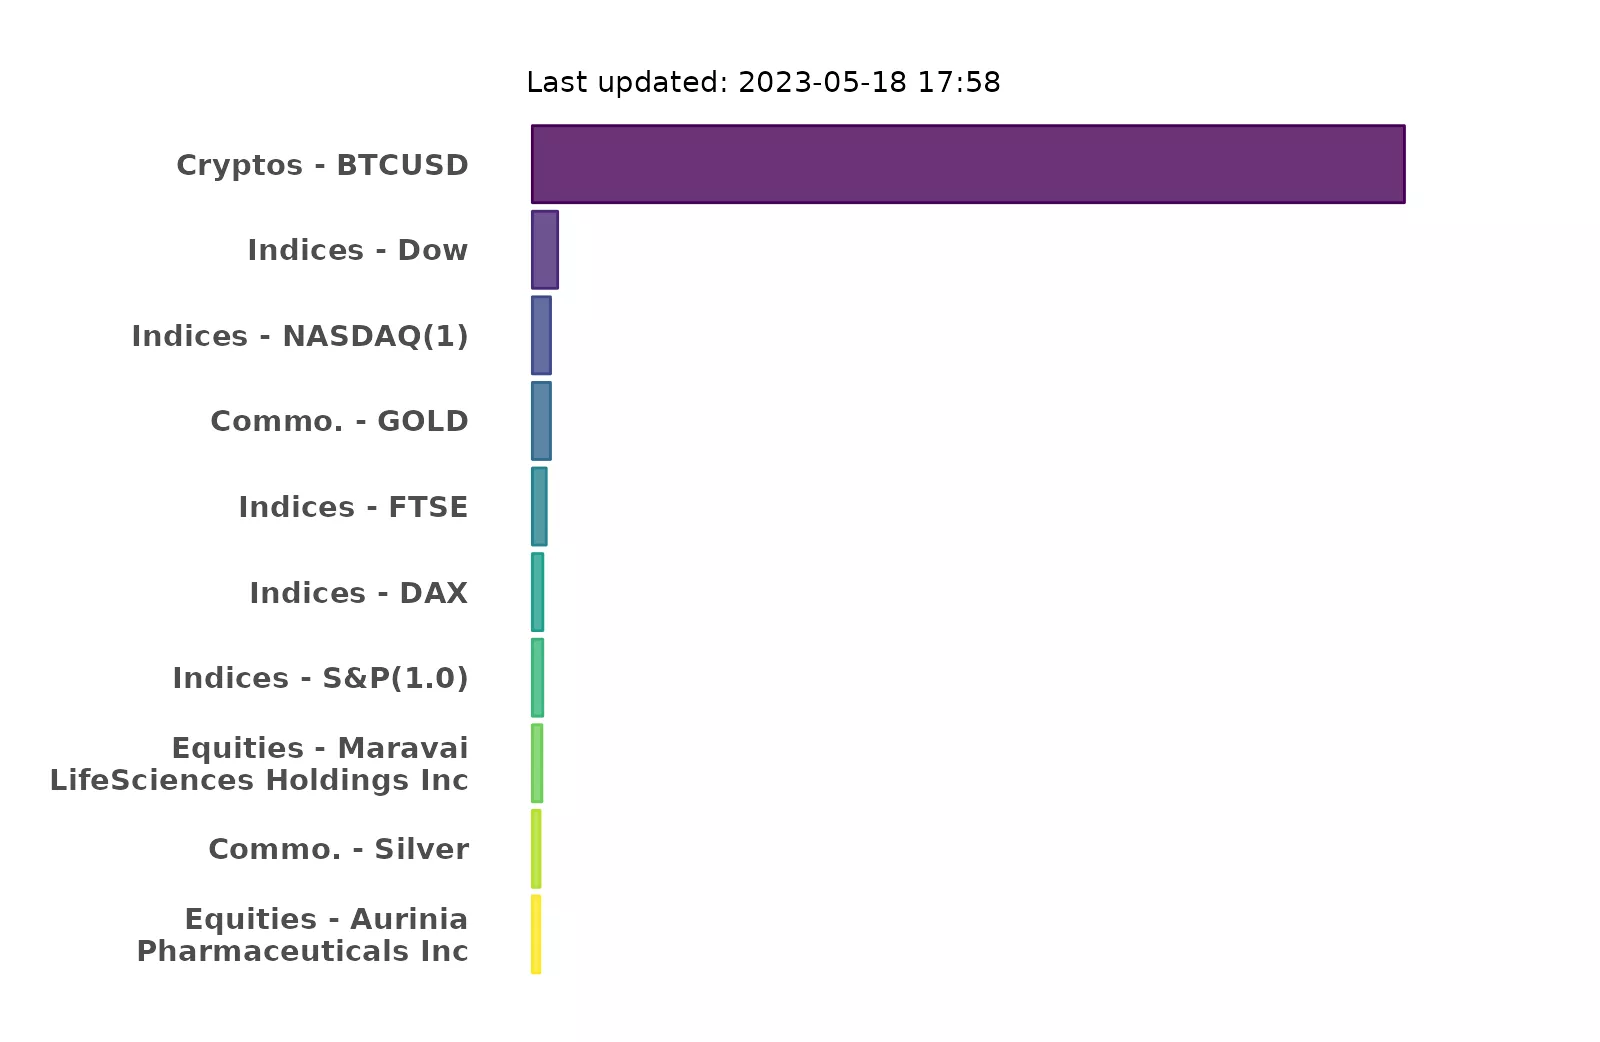 Last updated: 2023-05-18 17:58
Cryptos - BTCUSD
Indices - Dow
Indices - NASDAQ(1)
Commo. - GOLD
Indices - FTSE
Indices - DAX
Indices - S&P(1.0)
Equities - Maravai
LifeSciences Holdings Inc
Commo. - Silver
Equities - Aurinia
Pharmaceuticals Inc